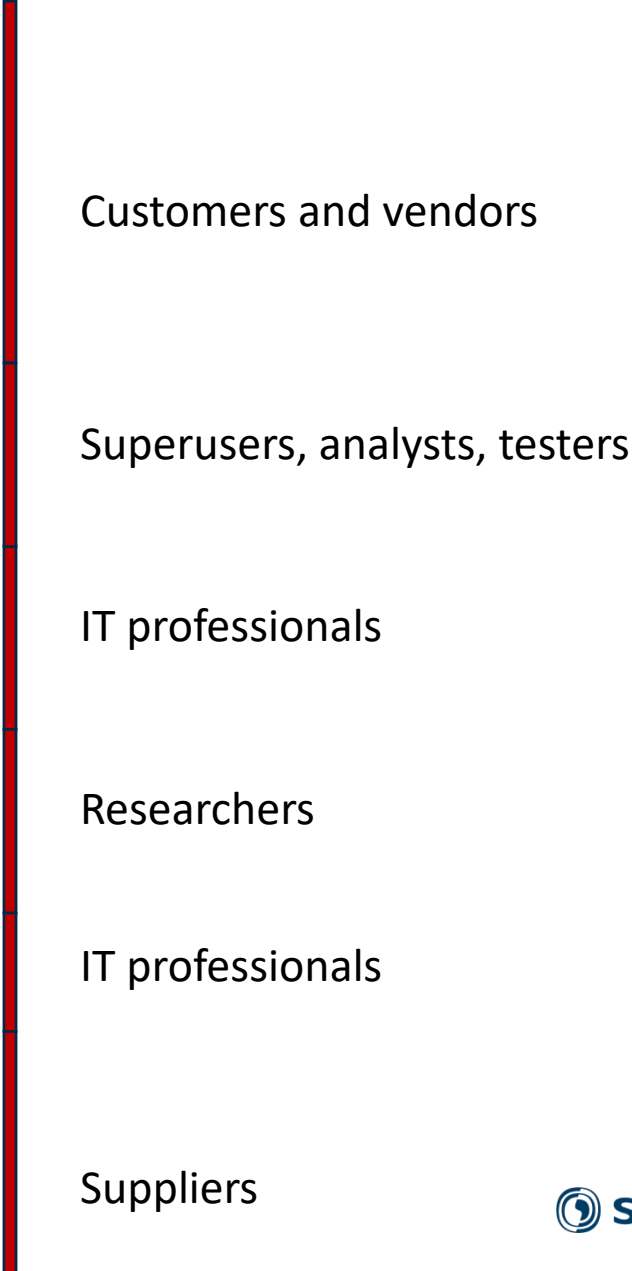 Customers and vendors
Superusers, analysts, testers
IT professionals
Researchers
IT professionals
Suppliers